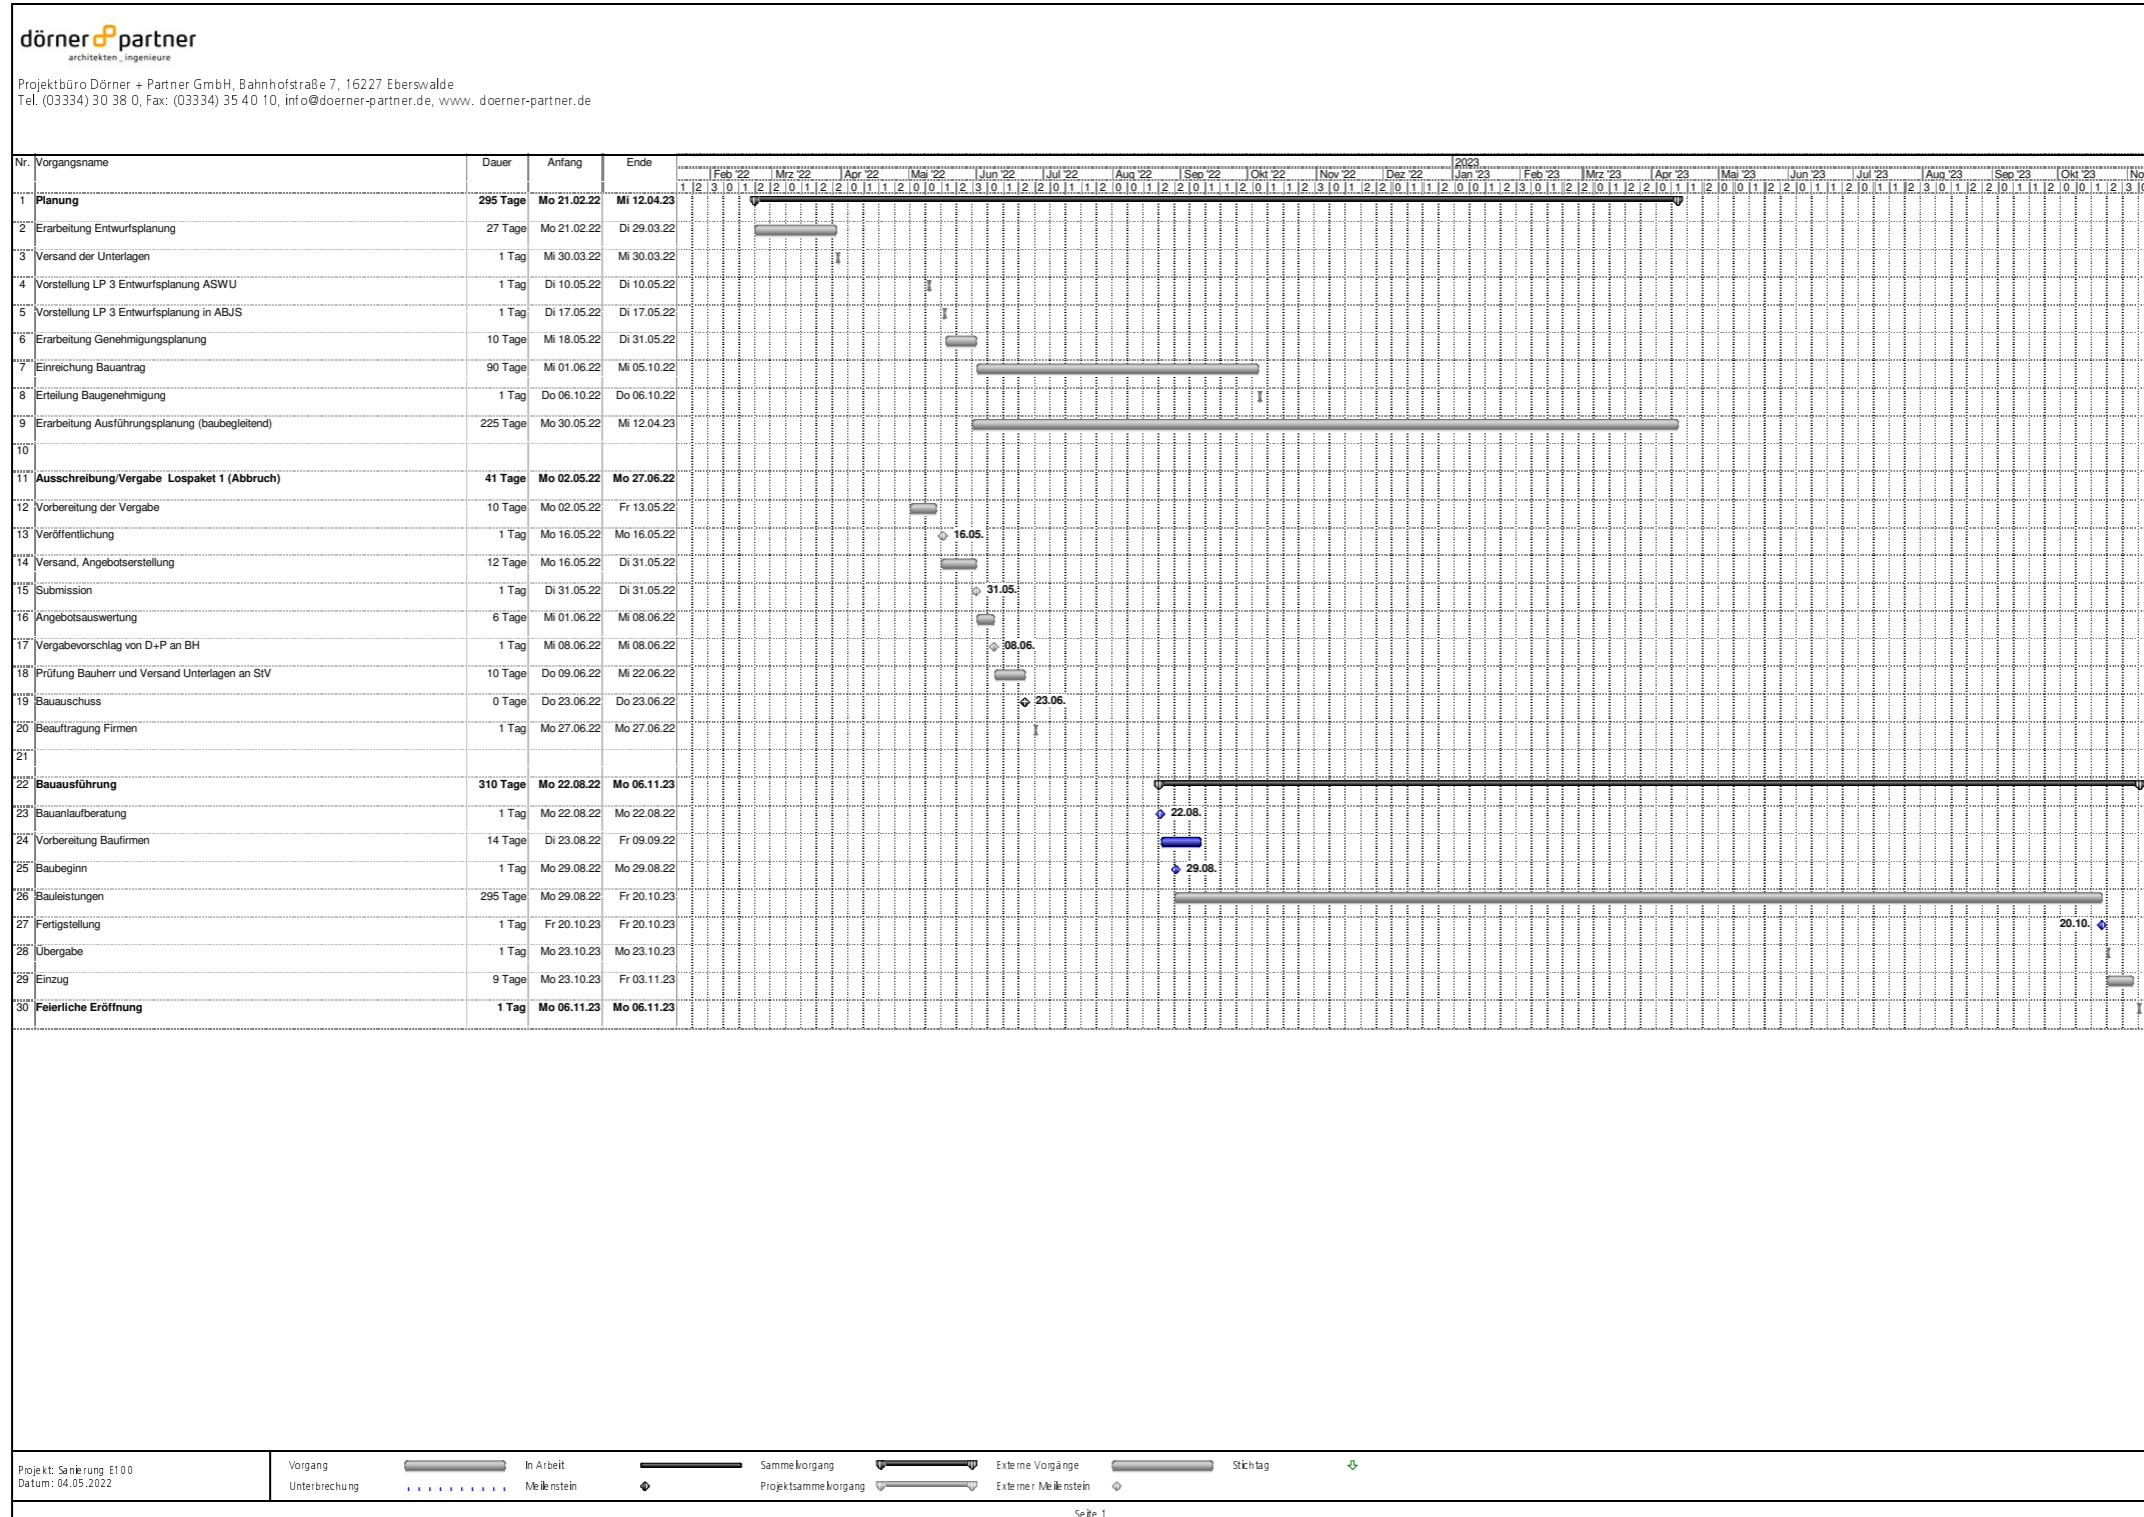 dörner partner
architekten_ingenieure
Projektbüro Dörner + Partner GmbH, Bahnhofstraße 7, 16227 Eberswalde
Tel. (03334) 30 38 0, Fax: (03334) 35 40 10, info@doerner-partner.de, www. doerner-partner.de
Nr. Vorgangsname Dauer Anfang Ende
2023
Feb '22 Mrz '22 Apr '22 Mai '22 Jun '22 Jul '22 Aug '22 Sep '22 Okt '22 Nov '22 Dez '22 Jan '23 Feb '23 Mrz '23 Apr '23 Mai '23 Jun '23 Jul '23 Aug '23 Sep '23 Okt '23 No
1 Planung 295 Tage Mo 21.02.22 Mi 12.04.23
2 Erarbeitung Entwurfsplanung 27 Tage Mo 21.02.22 Di 29.03.22
3 Versand der Unterlagen 1 Tag Mi 30.03.22 Mi 30.03.22
4 Vorstellung LP 3 Entwurfsplanung ASWU 1 Tag Di 10.05.22 Di 10.05.22
5 Vorstellung LP 3 Entwurfsplanung in ABJS 1 Tag Di 17.05.22 Di 17.05.22
6 Erarbeitung Genehmigungsplanung 10 Tage Mi 18.05.22 Di 31.05.22
7 Einreichung Bauantrag 90 Tage Mi 01.06.22 Mi 05.10.22
8 Erteilung Baugenehmigung 1 Tag Do 06.10.22 Do 06.10.22
9 Erarbeitung Ausführungsplanung (baubegleitend) 225 Tage Mo 30.05.22 Mi 12.04.23
10
11 Ausschreibung/Vergabe Lospaket 1 (Abbruch) 41 Tage Mo 02.05.22 Mo 27.06.22
12 Vorbereitung der Vergabe 10 Tage Mo 02.05.22 Fr 13.05.22
13 Veröffentlichung 1 Tag Mo 16.05.22 Mo 16.05.22 16.05.
14 Versand, Angebotserstellung 12 Tage Mo 16.05.22 Di 31.05.22
15 Submission 1 Tag Di 31.05.22 Di 31.05.22 31.05.
16 Angebotsauswertung 6 Tage Mi 01.06.22 Mi 08.06.22
17 Vergabevorschlag von D+P an BH 1 Tag Mi 08.06.22 Mi 08.06.22 08.06.
18 Prüfung Bauherr und Versand Unterlagen an StV 10 Tage Do 09.06.22 Mi 22.06.22
19 Bauauschuss 0 Tage Do 23.06.22 Do 23.06.22 23.06.
20 Beauftragung Firmen 1 Tag Mo 27.06.22 Mo 27.06.22
21
22 Bauausführung 310 Tage Mo 22.08.22 Mo 06.11.23
23 Bauanlaufberatung 1 Tag Mo 22.08.22 Mo 22.08.22 22.08.
24 Vorbereitung Baufirmen 14 Tage Di 23.08.22 Fr 09.09.22
25 Baubeginn 1 Tag Mo 29.08.22 Mo 29.08.22 29.08.
26 Bauleistungen 295 Tage Mo 29.08.22 Fr 20.10.23
27 Fertigstellung 1 Tag Fr 20.10.23 Fr 20.10.23 20.10.
28 Übergabe 1 Tag Mo 23.10.23 Mo 23.10.23
29 Einzug 9 Tage Mo 23.10.23 Fr 03.11.23
30 Feierliche Eröffnung 1 Tag Mo 06.11.23 Mo 06.11.23
Projekt: Sanierung E100
Datum: 04.05.2022
Vorgang In Arbeit Sammelvorgang Externe Vorgänge Stichtag
Unterbrechung Meilenstein Projektsammelvorgang Externer Meilenstein
Seite 1